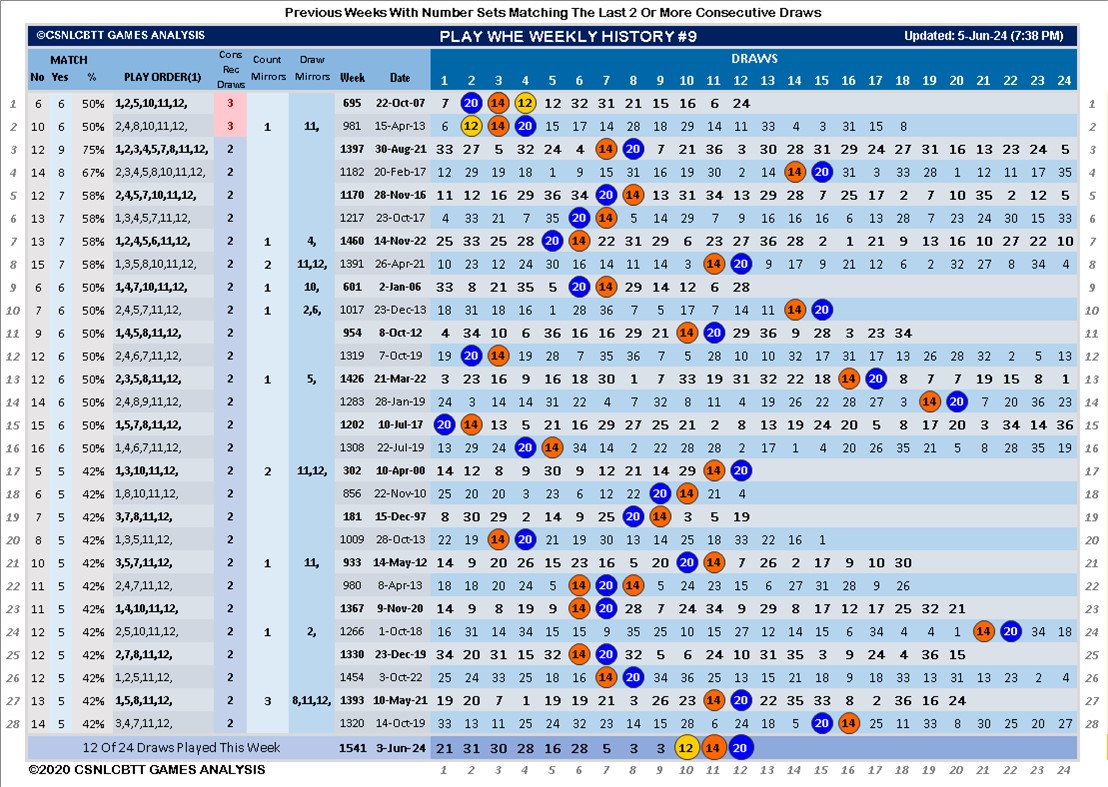 Previous Weeks With Number Sets Matching The Last 2 Or More Consecutive Draws
©CSNLCBTT GAMES ANALYSIS PLAY WHE WEEKLY HISTORY #9 Updated: 5-Jun-24 (7:38 PM)
MATCH Cons Rec Draws Count Mirrors Draw Mirrors DRAWS
No Yes % PLAY ORDER(1) Week Date 1 2 3 4 5 6 7 8 9 10 11 12 13 14 15 16 17 18 19 20 21 22 23 24
1 6 6 50% 1,2,5,10,11,12, 3 695 22-Oct-07 7 20 14 12 12 32 31 21 15 16 6 24 1
2 10 6 50% 2,4,8,10,11,12, 3 1 11, 981 15-Apr-13 6 12 14 20 15 17 14 28 18 29 14 11 33 4 3 31 15 8 2
3 12 9 75% 1,2,3,4,5,7,8,11,12, 2 1397 30-Aug-21 33 27 5 32 24 4 14 20 7 21 36 3 30 28 31 29 24 27 31 16 13 23 24 5 3
4 14 8 67% 2,3,4,5,8,10,11,12, 2 1182 20-Feb-17 12 29 19 18 1 9 15 31 16 19 30 2 14 14 20 4 3 33 28 1 12 11 17 35 4
5 12 7 58% 2,4,5,7,10,11,12, 2 1170 28-Nov-16 11 12 16 29 36 34 20 14 13 31 34 13 29 28 7 25 17 2 7 10 35 2 12 5 5
6 13 7 58% 1,3,4,5,7,11,12, 2 1217 23-Oct-17 4 33 21 7 35 20 14 5 14 29 7 9 16 16 16 6 13 28 7 23 24 30 15 33 6
7 13 7 58% 1,2,4,5,6,11,12, 2 1 4, 1460 14-Nov-22 25 33 25 28 20 14 22 31 29 6 23 27 36 28 2 1 21 9 13 16 10 27 22 10 7
8 15 7 58% 1,3,5,8,10,11,12, 2 2 11,12, 1391 26-Apr-21 10 23 12 24 30 16 14 11 14 3 14 20 9 17 9 21 12 6 2 32 27 8 34 4 8
9 6 6 50% 1,4,7,10,11,12, 2 1 10, 601 2-Jan-06 33 8 21 35 5 20 14 29 14 12 6 28 9
10 7 6 50% 2,4,5,7,11,12, 2 1 2,6, 1017 23-Dec-13 18 31 18 16 1 28 36 7 5 17 7 14 11 14 20 10
11 9 6 50% 1,4,5,8,11,12, 2 954 8-Oct-12 4 34 10 6 36 16 16 29 21 14 20 29 36 9 28 3 23 34 11
12 12 6 50% 2,4,6,7,11,12, 2 1319 7-Oct-19 19 20 14 19 28 7 35 36 7 5 28 10 10 32 17 31 17 13 26 28 32 2 5 13 12
13 12 6 50% 2,3,5,8,11,12, 2 1 5, 1426 21-Mar-22 3 23 16 9 16 18 30 1 7 33 19 31 32 22 18 14 20 8 7 7 19 15 8 1 13
14 14 6 50% 2,4,8,9,11,12, 2 1283 28-Jan-19 24 3 14 14 31 22 4 7 32 8 11 4 19 26 22 28 27 3 14 20 7 20 36 23 14
15 15 6 50% 1,5,7,8,11,12, 2 1202 10-Jul-17 20 14 13 5 21 16 29 27 25 21 1 2 8 13 19 24 20 5 8 17 20 3 34 14 36 15
16 16 6 50% 1,4,6,7,11,12, 2 1308 22-Jul-19 13 29 24 20 14 14 2 21 22 16 28 28 2 17 1 4 20 26 35 21 6 28 35 19 16
17 5 5 42% 1,3,10,11,12, 2 2 11,12, 302 10-Apr-00 14 12 8 9 30 9 12 21 14 29 14 20 17
18 6 5 42% 1,8,10,11,12, 2 856 22-Nov-10 25 20 20 3 23 6 12 22 20 14 21 4 18
19 7 5 42% 3,7,8,11,12, 2 181 15-Dec-97 8 30 29 2 14 9 25 20 14 3 5 19 19
20 8 5 42% 1,3,5,11,12, 2 1009 28-Oct-13 22 19 14 20 21 19 30 13 14 25 18 33 22 14 16 1 20
21 10 5 42% 3,5,7,11,12, 2 1 11, 933 14-May-12 14 9 20 26 15 23 16 5 20 20 14 7 26 2 17 9 10 30 21
22 11 5 42% 2,4,7,11,12, 2 980 8-Apr-13 18 18 20 24 5 14 20 14 22 24 3 12 14 6 27 31 28 9 26 22
23 11 5 42% 1,4,10,11,12, 2 1367 9-Nov-20 14 9 8 19 9 14 20 28 7 24 34 9 29 8 17 12 17 25 32 21 23
24 12 5 42% 2,5,10,11,12, 2 1 2, 1266 1-Oct-18 16 31 14 34 15 15 9 35 25 10 15 27 12 14 15 6 34 4 4 1 14 20 34 18 24
25 12 5 42% 2,7,8,11,12, 2 1330 23-Dec-19 34 20 31 15 32 14 20 32 5 6 24 10 31 35 3 9 24 4 36 15 25
26 12 5 42% 1,2,5,11,12, 2 1454 3-Oct-22 25 24 33 25 18 16 14 20 34 36 25 13 15 15 21 18 9 18 33 13 31 13 23 2 4 26
27 13 5 42% 1,5,8,11,12, 2 3 8,11,12, 1393 10-May-21 19 20 7 1 19 19 21 3 26 23 14 20 22 35 33 8 2 36 16 24 27
28 14 5 42% 3,4,7,11,12, 2 1320 14-Oct-19 33 13 11 25 24 32 23 14 15 28 6 24 18 5 20 14 25 11 33 8 30 25 20 27 28
12 Of 24 Draws Played This Week 1541 3-Jun-24 21 31 30 28 16 28 5 3 3 12 14 20
©2020 CSNLCBTT GAMES ANALYSIS 1 2 3 4 5 6 7 8 9 10 11 12 13 14 15 16 17 18 19 20 21 22 23 24